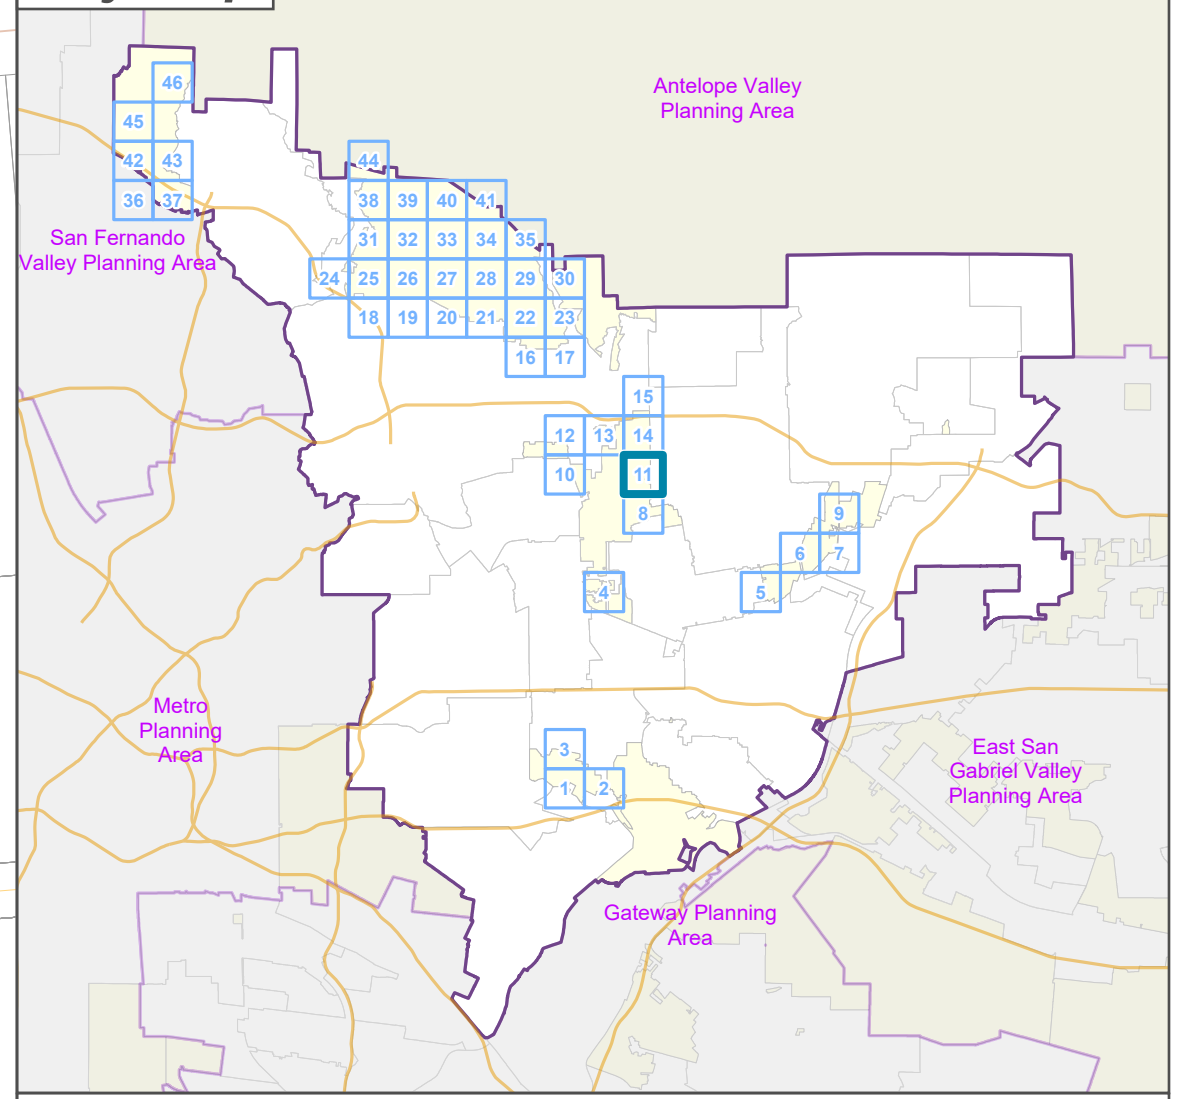 Antelope Valley
Planning Area
46
45
42 43
44
36 37
38 39 40 41
San Fernando
Valley Planning Area
31 32 33 34 35
24 25 26 27 28 29 30
18 19 20 21 22 23
16 17
15
12 13 14
10 11
8 9
6 7
4 5
Metro
Planning
Area
3
East San
Gabriel Valley
Planning Area
1 2
Gateway Planning
Area